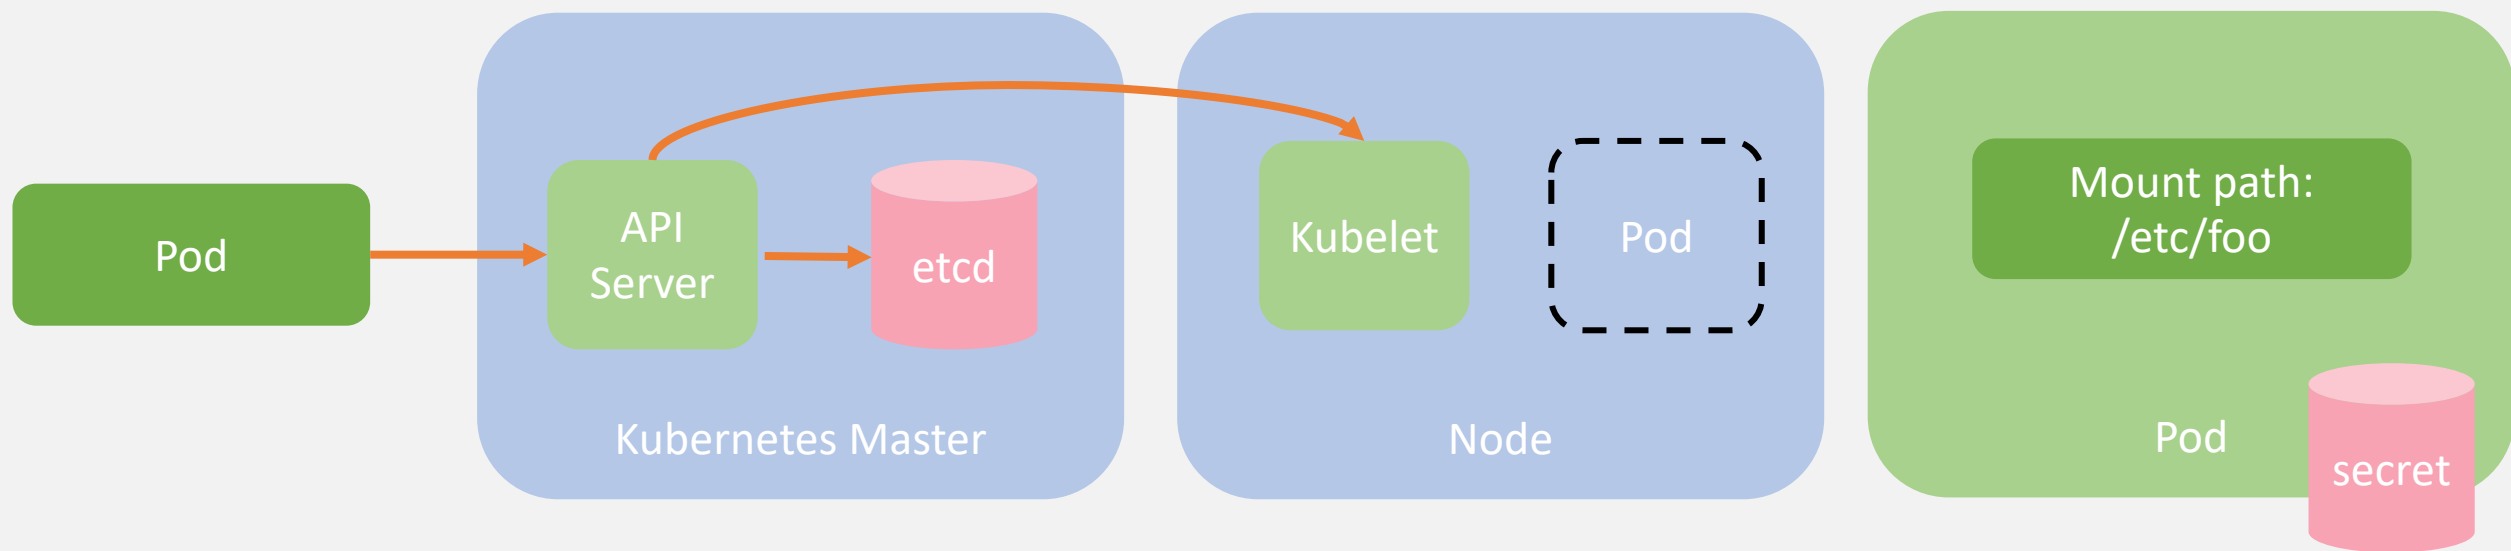 Pod
API
Server
etcd
Kubernetes Master
Kubelet
Pod
Node
Mount path:
/etc/foo
Pod
secret